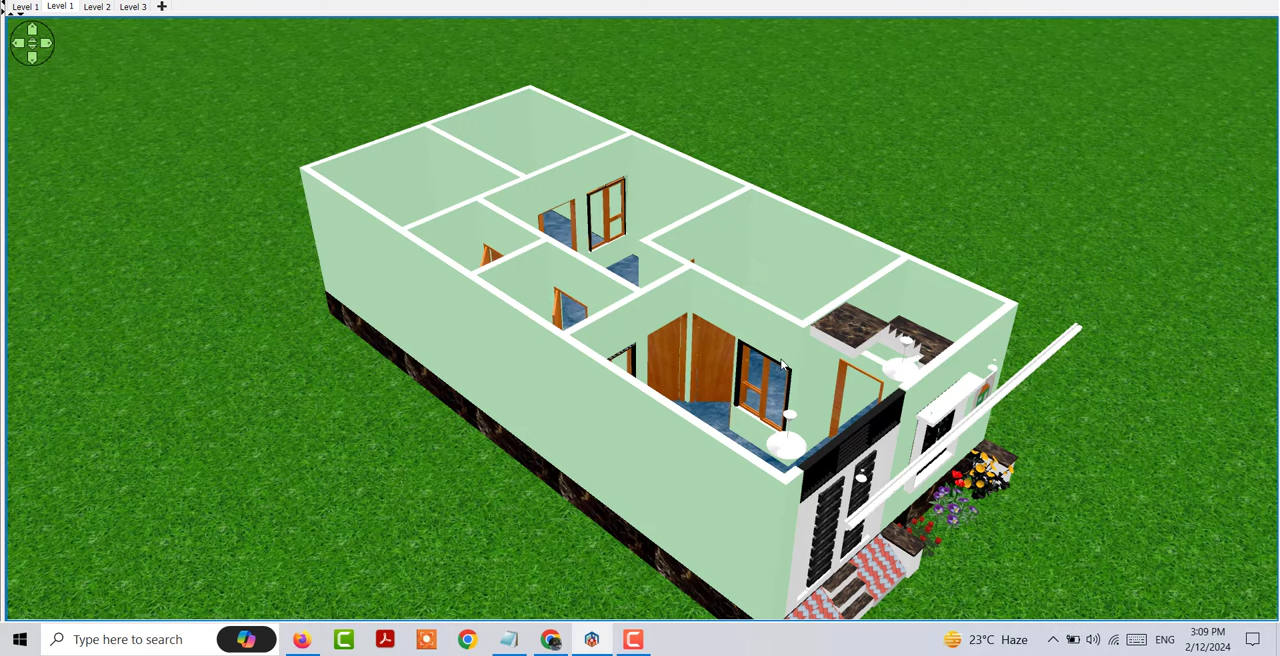 Level 1 Level 1 Level 2 Level 3
Type here to search
23°C Haze
ENG
3:09 PM
2/12/2024